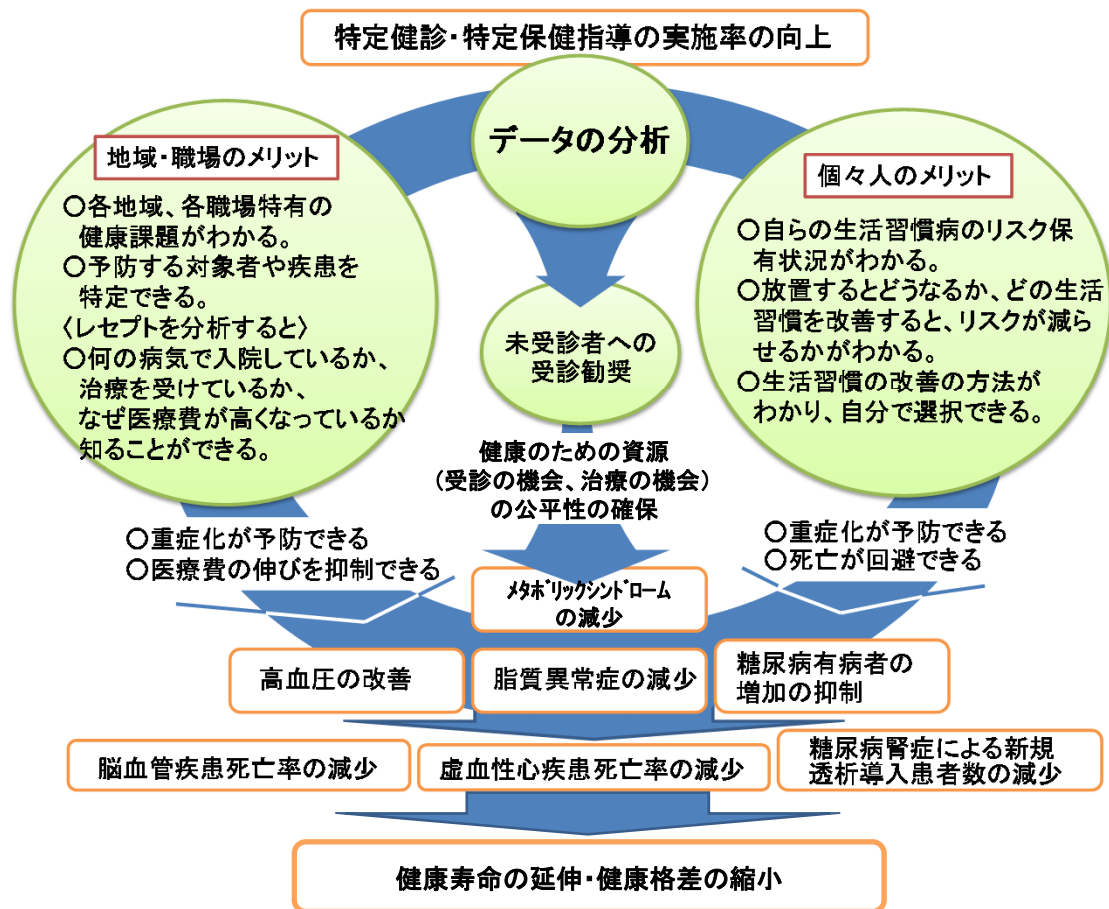 特定健診・特定保健指導の実施率の向上
データの分析
地域・職場のメリット
○各地域、各職場特有の
健康課題がわかる。
○予防する対象者や疾患を
特定できる。
〈レセプトを分析すると〉
○何の病気で入院しているか、
治療を受けているか、
なぜ医療費が高くなっているか
知ることができる。
個々人のメリット
○自らの生活習慣病のリスク保
有状況がわかる。
○放置するとどうなるか、どの生活
習慣を改善すると、リスクが減ら
せるかがわかる。
○生活習慣の改善の方法が
わかり、自分で選択できる。
未受診者への
受診勧奨
健康のための資源
(受診の機会、治療の機会)
の公平性の確保
○重症化が予防できる
○医療費の伸びを抑制できる
○重症化が予防できる
○死亡が回避できる
ﾒﾀﾎﾞﾘｯｸｼﾝﾄﾞﾛｰﾑ
の減少
高血圧の改善
脂質異常症の減少
糖尿病有病者の
増加の抑制
脳血管疾患死亡率の減少
虚血性心疾患死亡率の減少
糖尿病腎症による新規
透析導入患者数の減少
健康寿命の延伸・健康格差の縮小